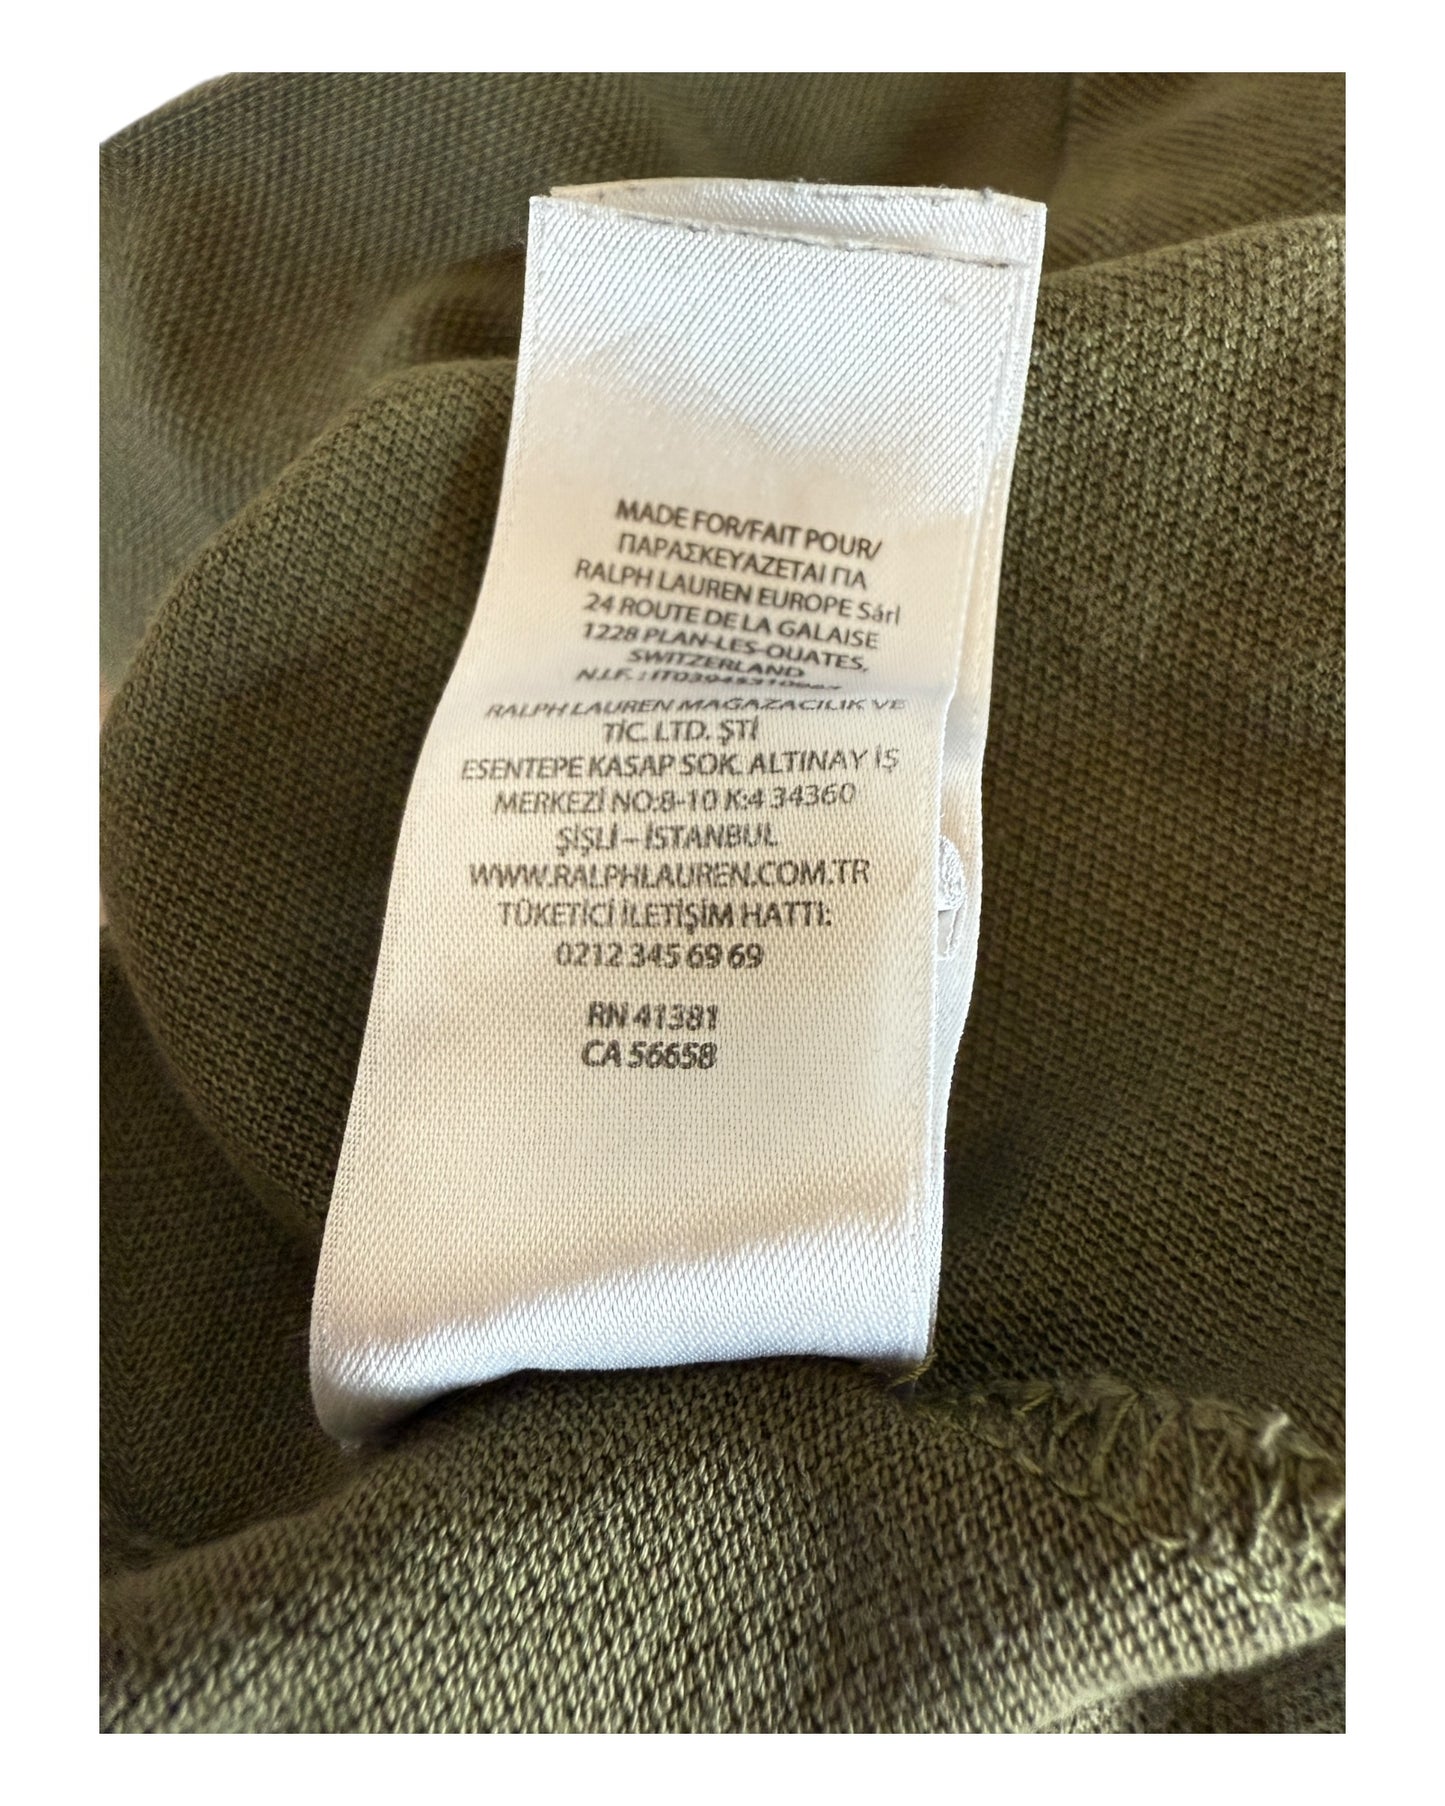 MADE FOR/FAIT POUR/
ΠΑΡΑΣΚΕΥΑΖΕΤΑΙ ΓΙΑ
RALPH LAUREN EUROPE Sárl
24 ROUTE DE LA GALAISE
1228 PLAN-LES-OUATES,
SWITZERLAND
N.I.F. :
RALPH LAUREN MAĞAZACILIK VE
TİC. LTD. ŞTİ
ESENTEPE KASAP SOK. ALTINAY İŞ
MERKEZİ NO:8-10 K:4 34360
ŞİŞLİ – İSTANBUL
WWW.RALPHLAUREN.COM.TR
TÜKETİCİ İLETİŞİM HATTI:
0212 345 69 69
RN 41381
CA 56658